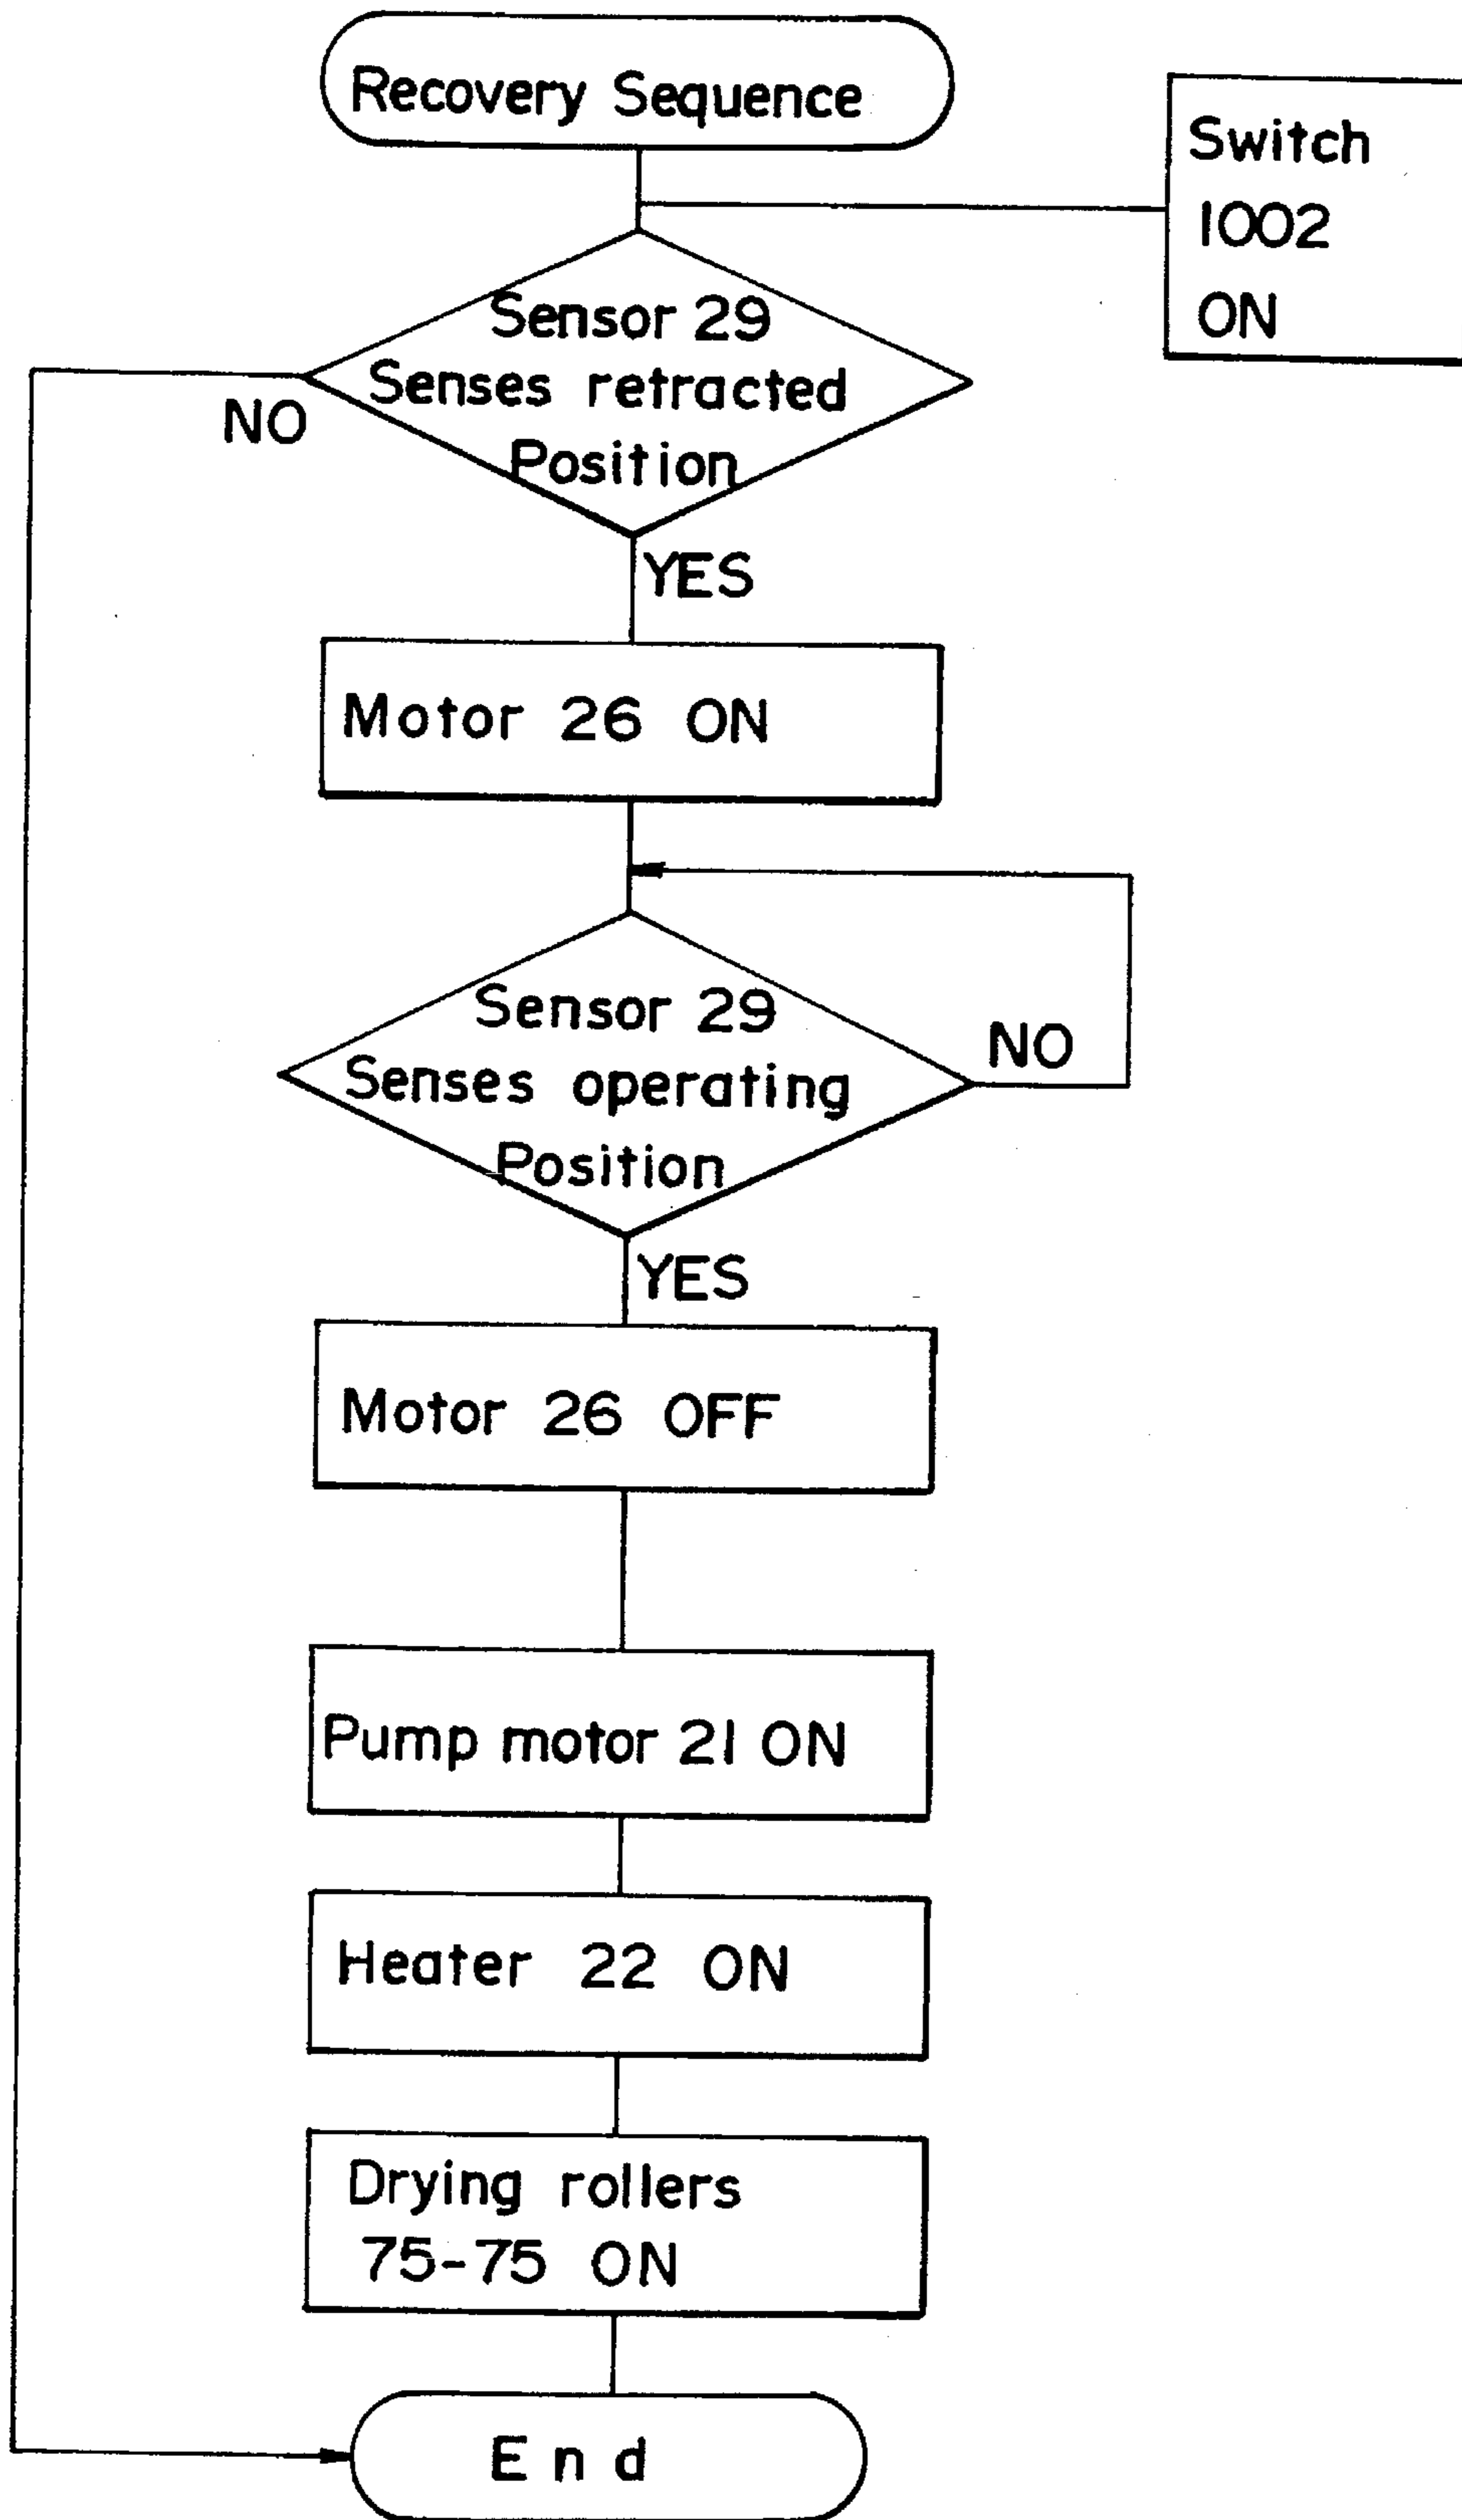 Recovery Sequence
Switch
1002
ON
Sensor 29
Senses retracted
Position
NO
YES
Motor 26 ON
Sensor 29
Senses operating
Position
NO
YES
Motor 26 OFF
Pump motor 21 ON
Heater 22 ON
Drying rollers
75-75 ON
End